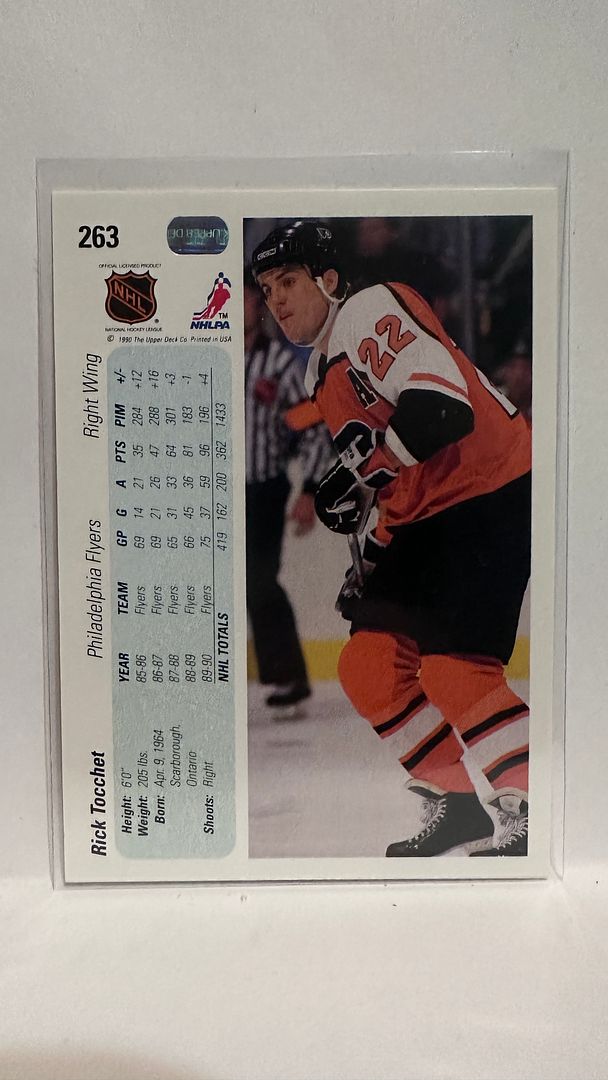 263
UPPER DE
OFFICIAL LICENSED PRODUCT
NHL
®
NATIONAL HOCKEY LEAGUE
TM
NHLPA
© 1990 The Upper Deck Co. Printed in USA
Rick Tocchet Philadelphia Flyers Right Wing
Height: 6'0"
Weight: 205 lbs.
Born: Apr. 9, 1964
Scarborough,
Ontario
Shoots: Right
YEAR TEAM GP G A PTS PIM +/-
85-86 Flyers 69 14 21 35 284 +12
86-87 Flyers 69 21 26 47 288 +16
87-88 Flyers 65 31 33 64 301 +3
88-89 Flyers 66 45 36 81 183 -1
89-90 Flyers 75 37 59 96 196 +4
NHL TOTALS 419 162 200 362 1433
22
A